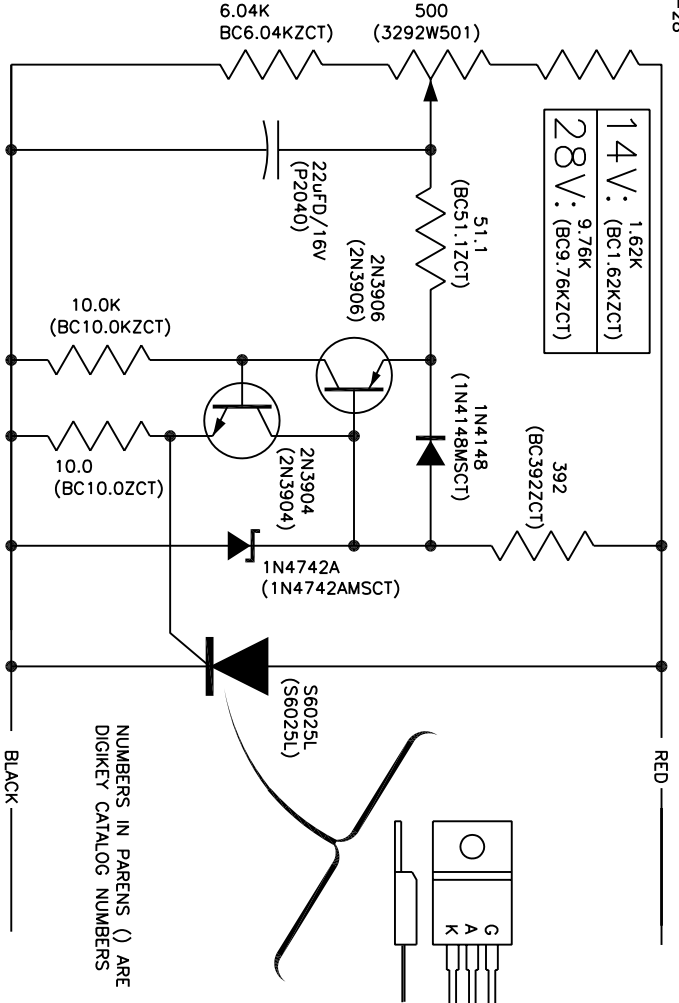 -28
6.04K
BC6.04KZCT)
500
(3292W501)
14V: 1.62K
(BC1.62KZCT)
28V: 9.76K
(BC9.76KZCT)
22uFD/16V
(P2040)
51.1
(BC51.1ZCT)
2N3906
(2N3906)
10.0K
(BC10.0KZCT)
1N4148
(1N4148MSCT)
392
(BC392ZCT)
10.0
(BC10.0ZCT)
2N3904
(2N3904)
1N4742A
(1N4742AMSCT)
S6025L
(S6025L)
RED
BLACK
NUMBERS IN PARENS () ARE
DIGIKEY CATALOG NUMBERS
G
A
K